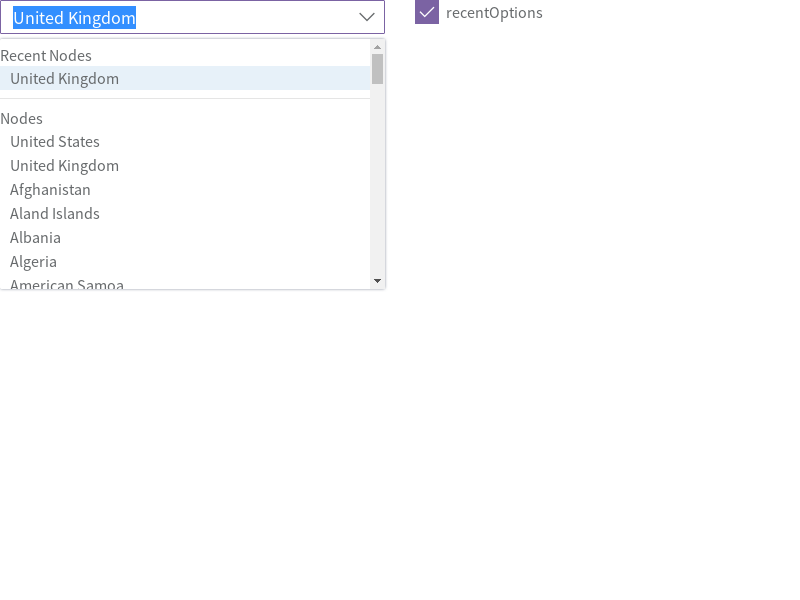 United Kingdom
recentOptions
Recent Nodes
United Kingdom
Nodes
United States
United Kingdom
Afghanistan
Aland Islands
Albania
Algeria
American Samoa